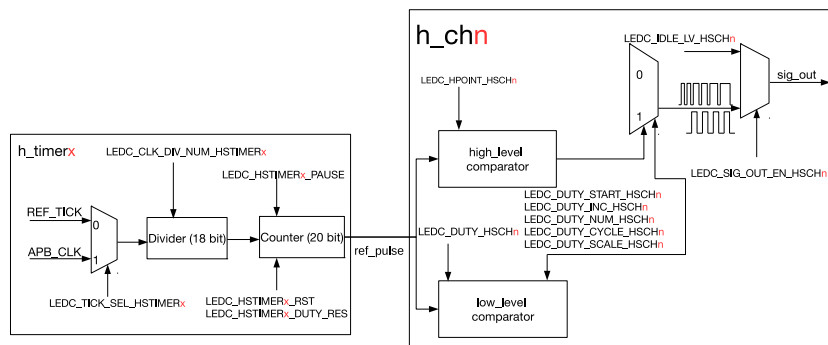 h_chn
LEDC_IDLE_LV_HSCHn
sig_out
LEDC_HPOINT_HSCHn
0
1
high_level
comparator
LEDC_SIG_OUT_EN_HSCHn
h_timerx
LEDC_CLK_DIV_NUM_HSTIMERx
LEDC_HSTIMERx_PAUSE
REF_TICK
0
APB_CLK
1
Divider (18 bit)
Counter (20 bit)
ref_pulse
LEDC_TICK_SEL_HSTIMERx
LEDC_HSTIMERx_RST
LEDC_HSTIMERx_DUTY_RES
LEDC_DUTY_START_HSCHn
LEDC_DUTY_INC_HSCHn
LEDC_DUTY_NUM_HSCHn
LEDC_DUTY_CYCLE_HSCHn
LEDC_DUTY_SCALE_HSCHn
LEDC_DUTY_HSCHn
low_level
comparator